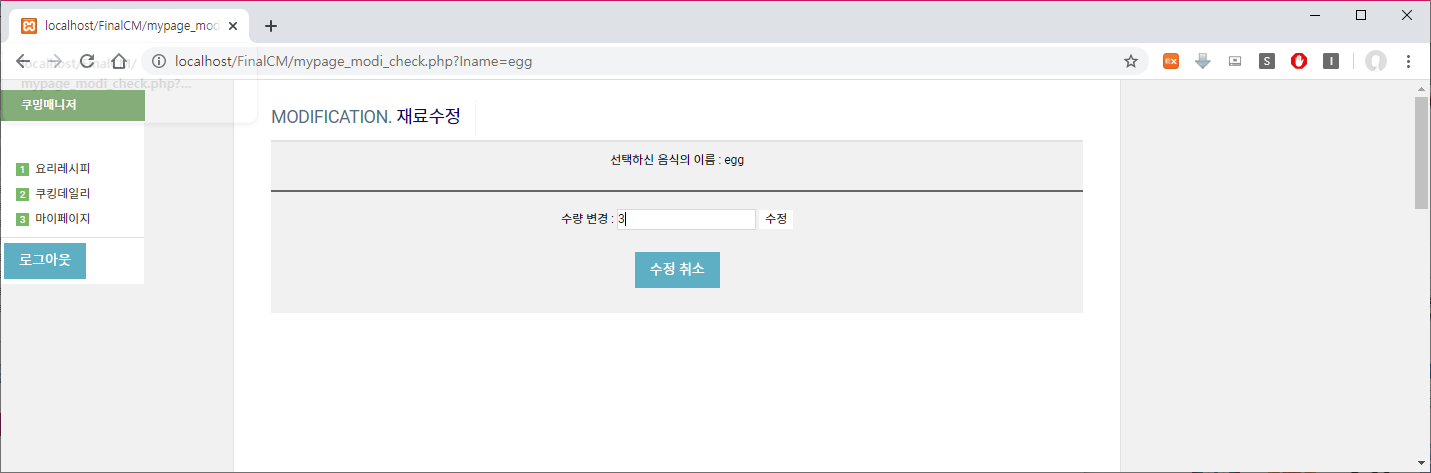 localhost/FinalCM/mypage_mod
localhost/FinalCM/mypage_modi_check.php?Iname=egg
mypage_modi_check.php?...
쿠밍매니저
1 요리레시피
2 쿠킹데일리
3 마이페이지
로그아웃
MODIFICATION. 재료수정
선택하신 음식의 이름 : egg
수량 변경 : 3 수정
수정 취소